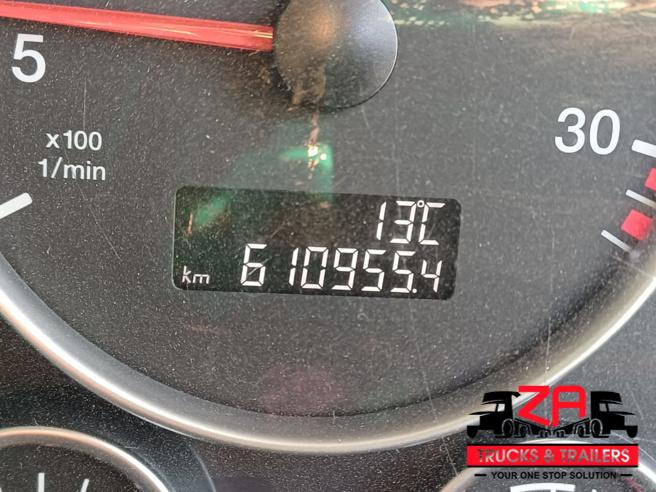 5
x100
1/min
30
13°C
km 610955.4
ZA
TRUCKS & TRAILERS
YOUR ONE STOP SOLUTION